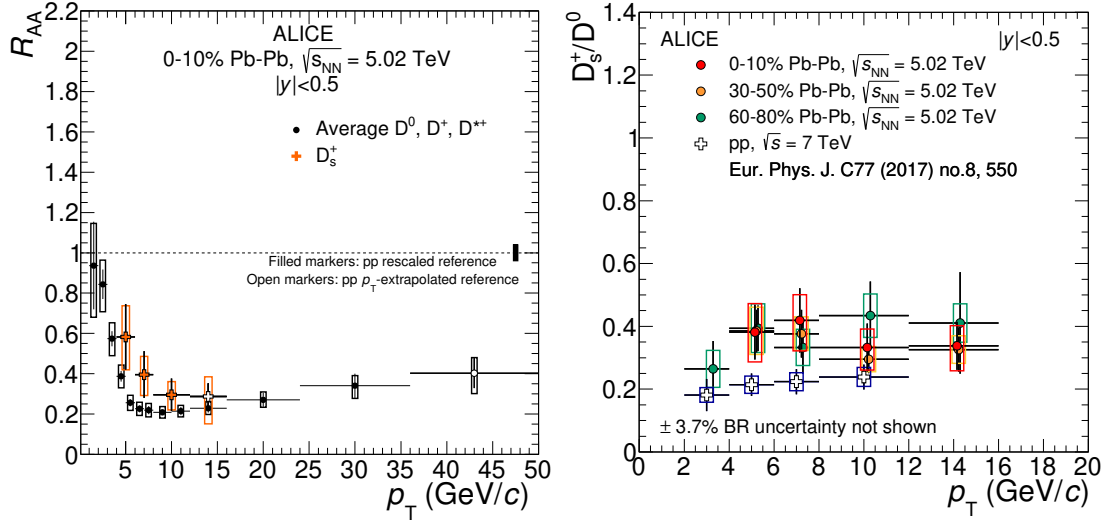 R_AA
2.2
2
1.8
1.6
1.4
1.2
1
0.8
0.6
0.4
0.2
0
ALICE
0-10% Pb-Pb, √s_NN = 5.02 TeV
|y|<0.5
Average D⁰, D⁺, D*⁺
D_s⁺
Filled markers: pp rescaled reference
Open markers: pp p_T-extrapolated reference
5 10 15 20 25 30 35 40 45 50
p_T (GeV/c)
D_s⁺/D⁰
1.4
1.2
1
0.8
0.6
0.4
0.2
0
ALICE |y|<0.5
0-10% Pb-Pb, √s_NN = 5.02 TeV
30-50% Pb-Pb, √s_NN = 5.02 TeV
60-80% Pb-Pb, √s_NN = 5.02 TeV
pp, √s = 7 TeV
Eur. Phys. J. C77 (2017) no.8, 550
± 3.7% BR uncertainty not shown
0 2 4 6 8 10 12 14 16 18 20
p_T (GeV/c)